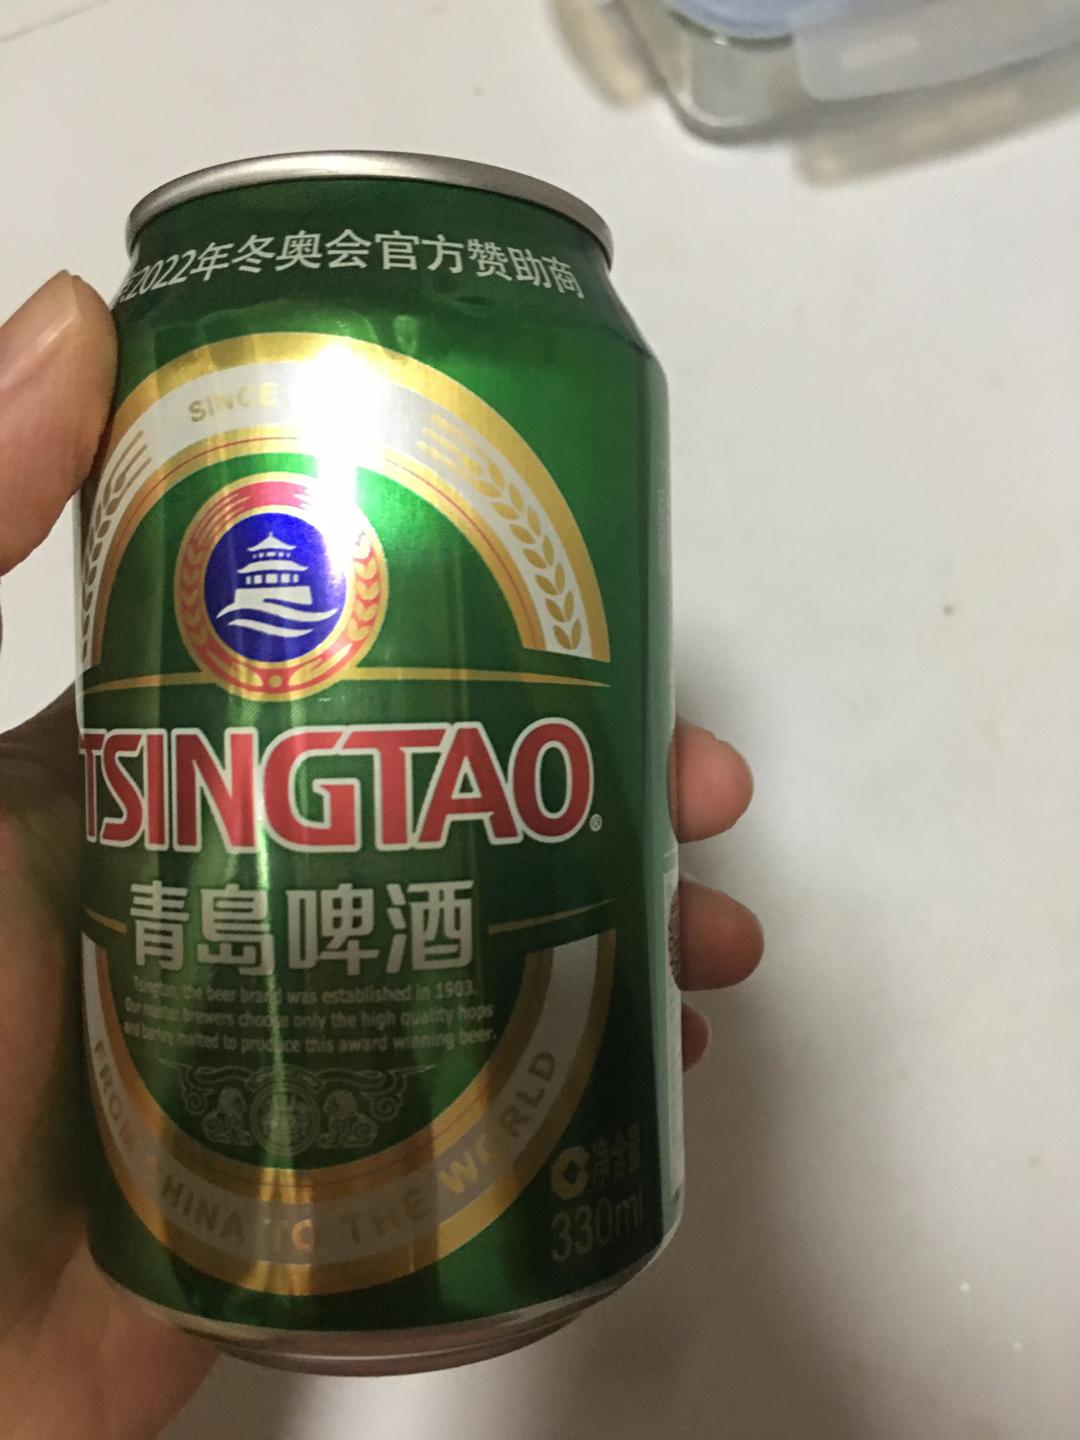 2022年冬奥会官方赞助商
SINCE
TSINGTAO®
青島啤酒
Tsingtao, the beer brand was established in 1903.
Our master brewers choose only the high quality hops
and barley malted to produce this award winning beer.
FROM CHINA TO THE WORLD
净含量
330ml